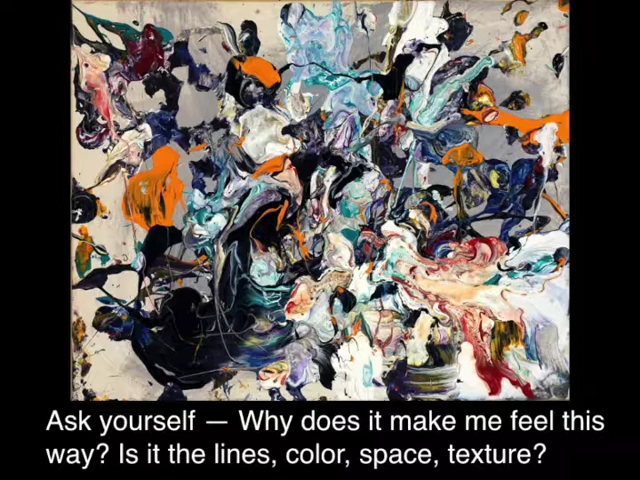 Ask yourself — Why does it make me feel this
way? Is it the lines, color, space, texture?